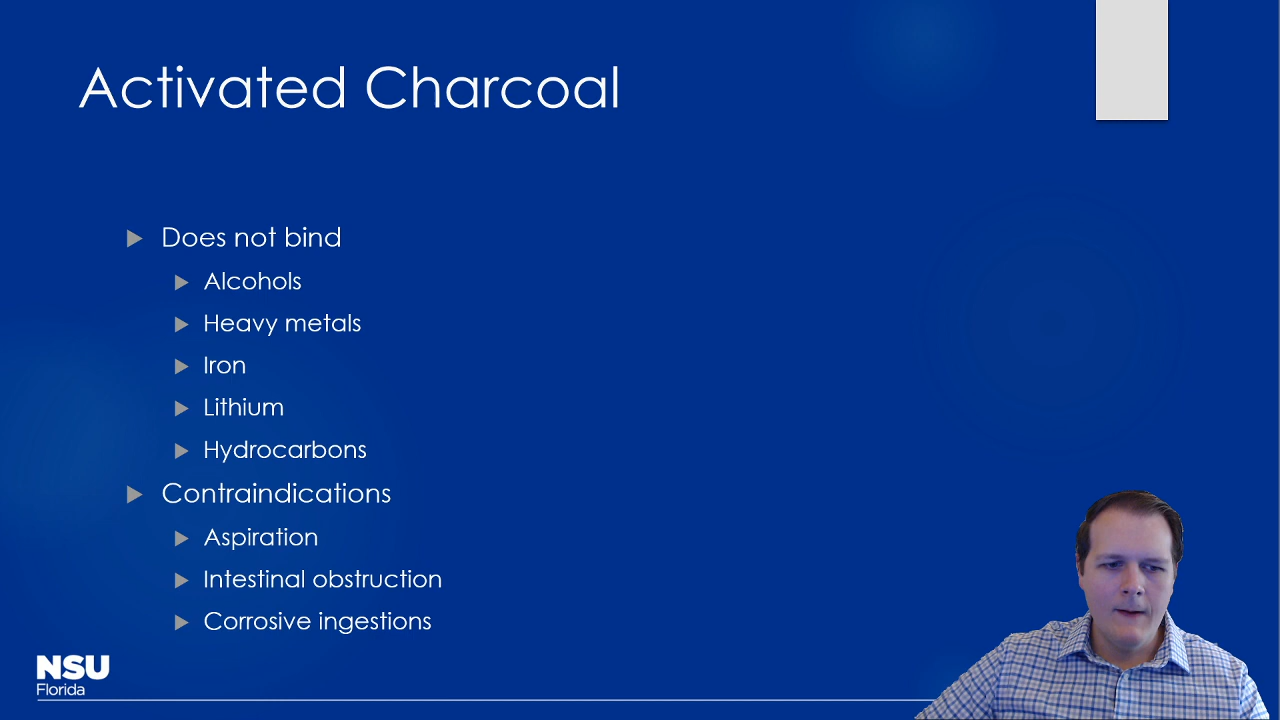 Activated Charcoal
Does not bind
Alcohols
Heavy metals
Iron
Lithium
Hydrocarbons
Contraindications
Aspiration
Intestinal obstruction
Corrosive ingestions
NSU
Florida